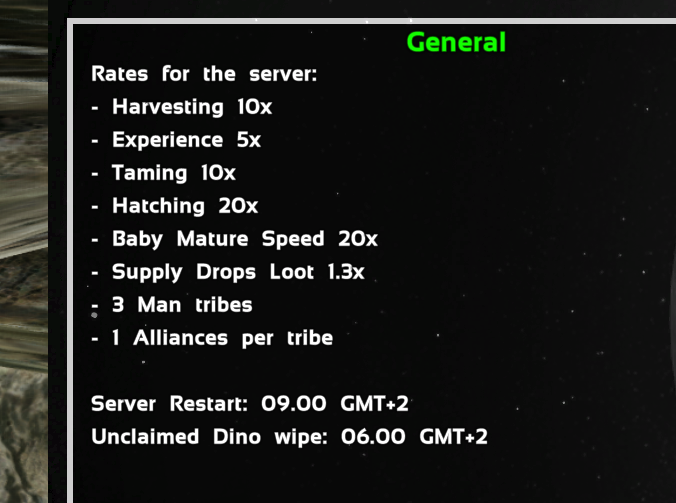 General
Rates for the server:
- Harvesting 10x
- Experience 5x
- Taming 10x
- Hatching 20x
- Baby Mature Speed 20x
- Supply Drops Loot 1.3x
- 3 Man tribes
- 1 Alliances per tribe
Server Restart: 09.00 GMT+2
Unclaimed Dino wipe: 06.00 GMT+2